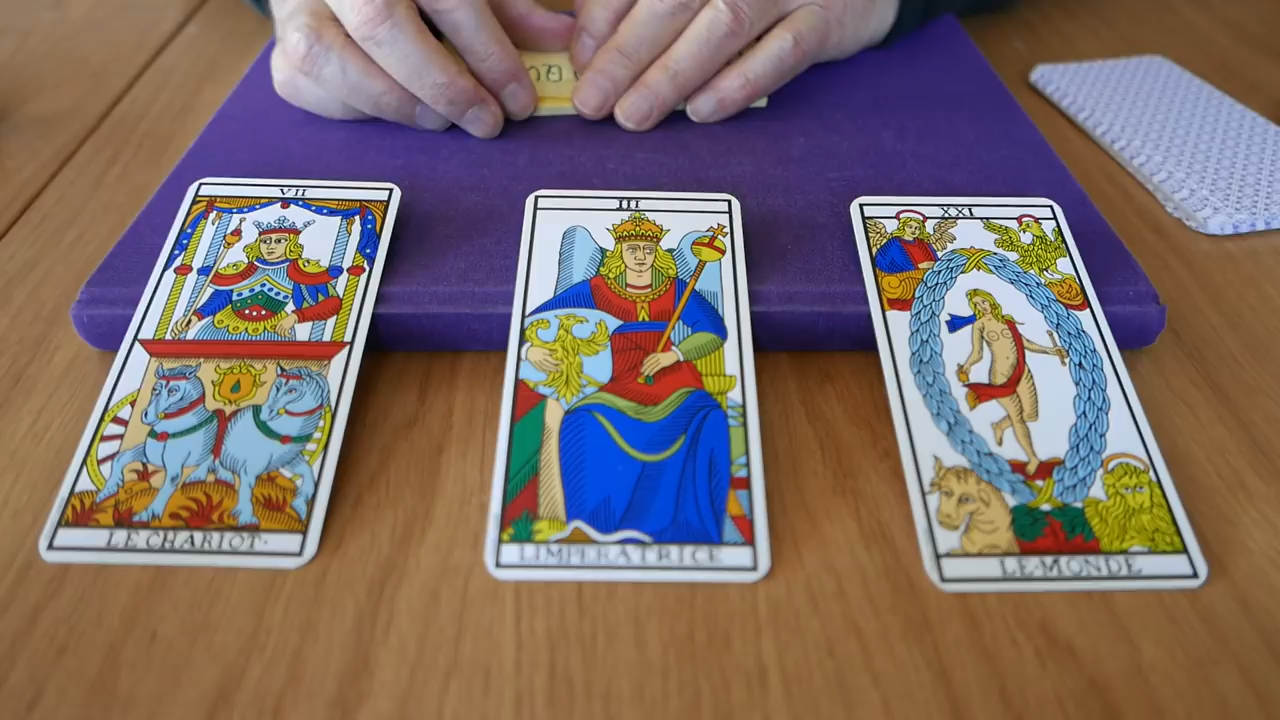 VII
LE CHARIOT·
III
LIMPERATRICE
XXI
LE·MONDE